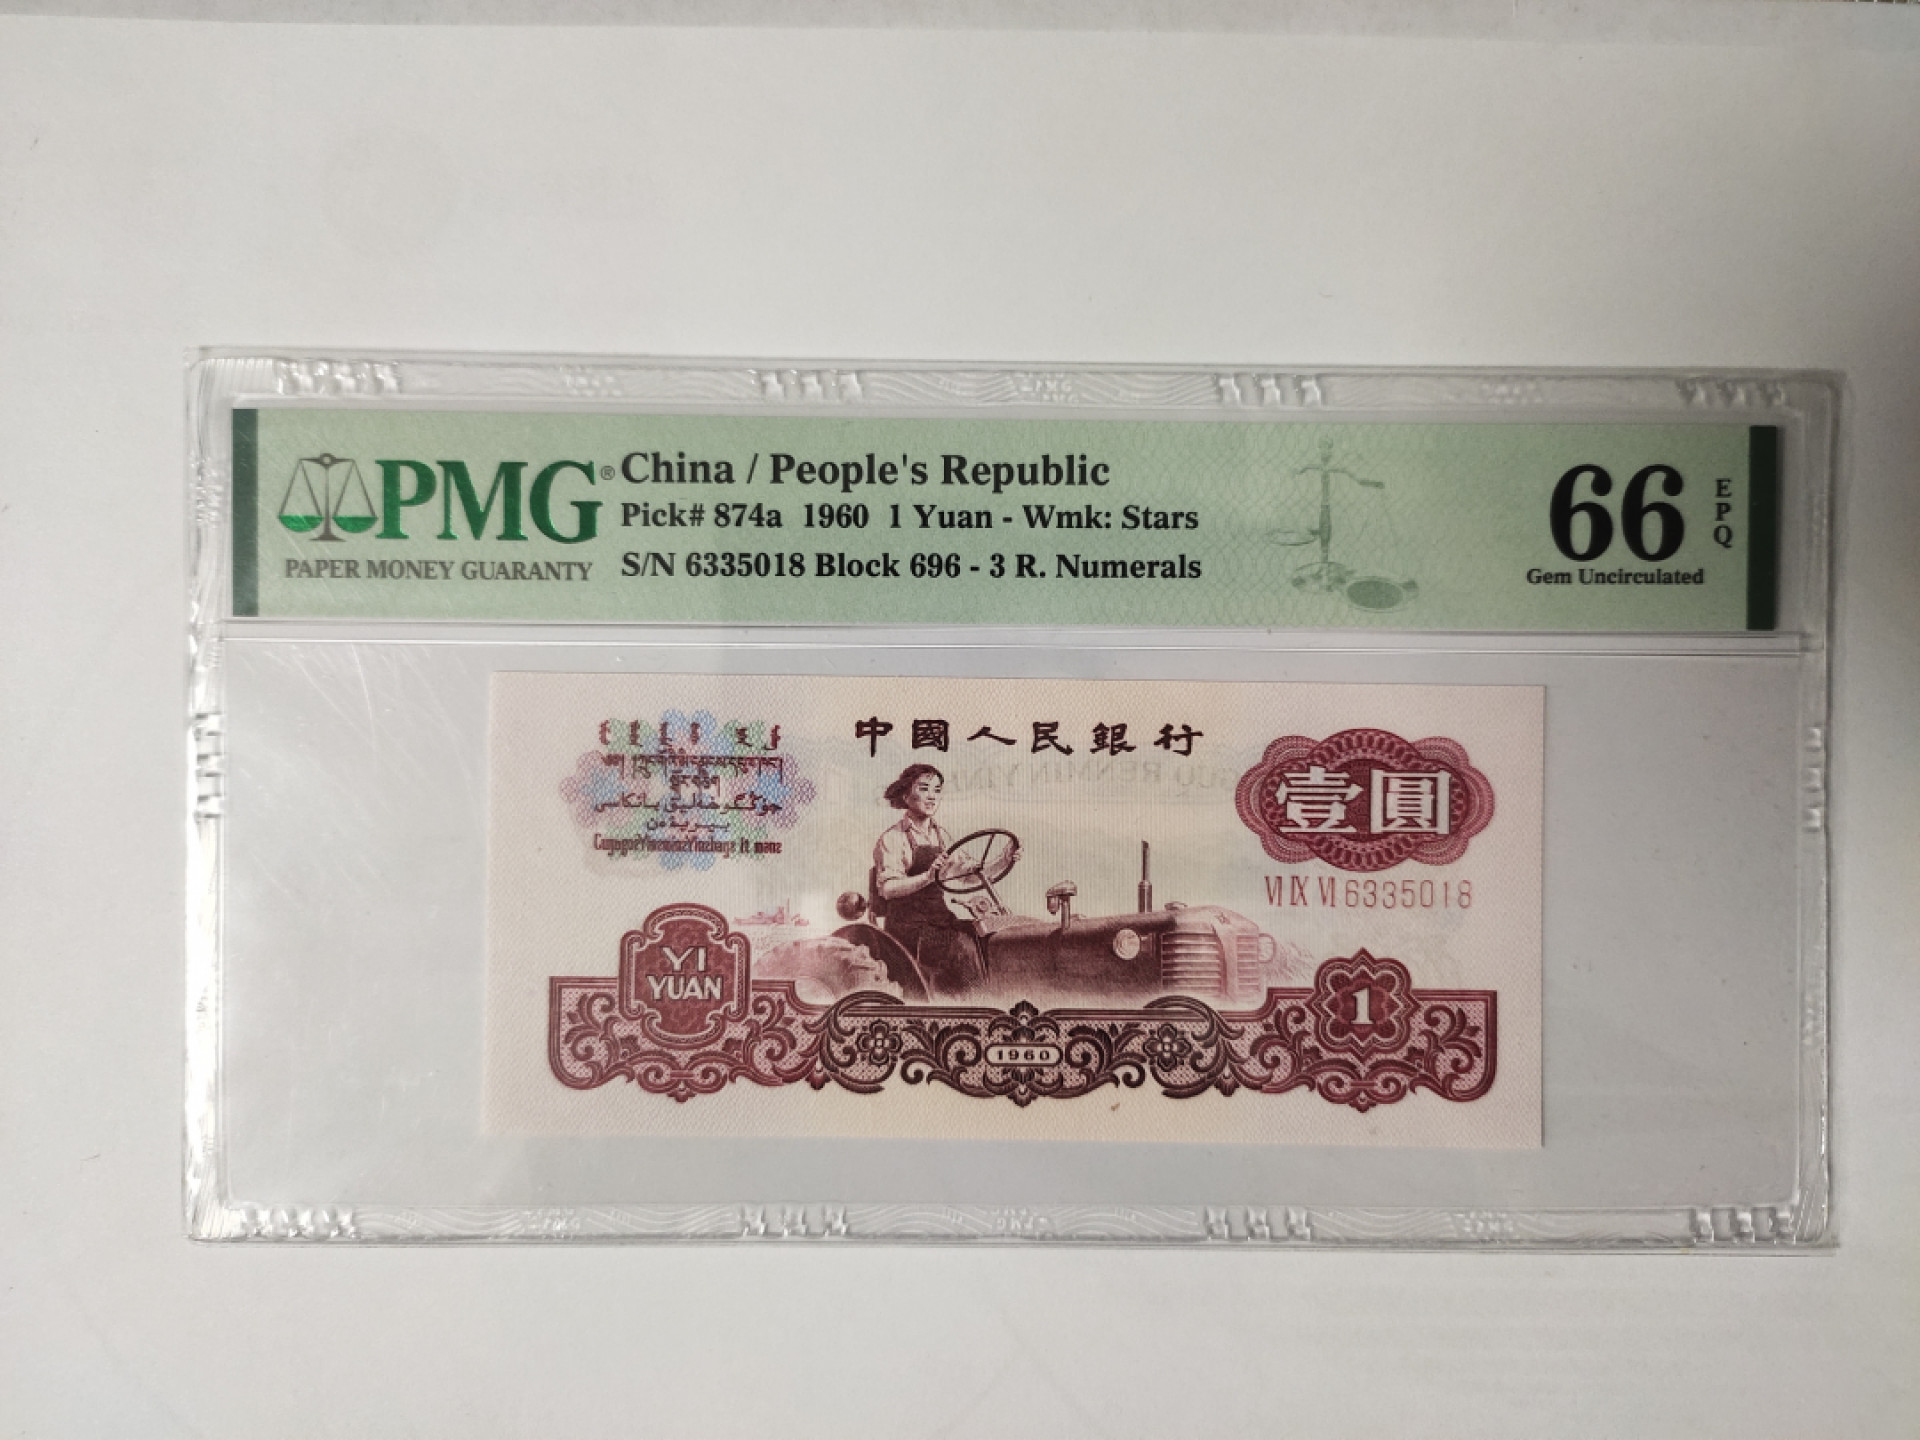 PMG®
PAPER MONEY GUARANTY
China / People's Republic
Pick# 874a 1960 1 Yuan - Wmk: Stars
S/N 6335018 Block 696 - 3 R. Numerals
66
EPQ
Gem Uncirculated
中國人民銀行
壹圓
VI IX VI 6335018
YI
YUAN
1960
1